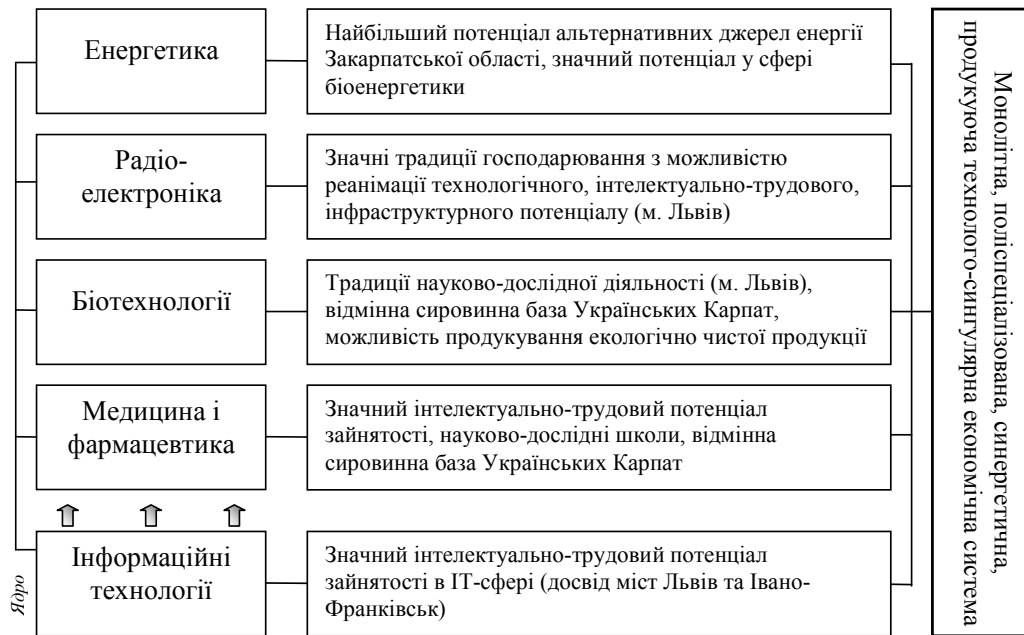 Енергетика
Найбільший потенціал альтернативних джерел енергії
Закарпатської області, значний потенціал у сфері
біоенергетики
Радіо-
електроніка
Значні традиції господарювання з можливістю
реанімації технологічного, інтелектуально-трудового,
інфраструктурного потенціалу (м. Львів)
Біотехнології
Традиції науково-дослідної діяльності (м. Львів),
відмінна сировинна база Українських Карпат,
можливість продукування екологічно чистої продукції
Медицина і
фармацевтика
Значний інтелектуально-трудовий потенціал
зайнятості, науково-дослідні школи, відмінна
сировинна база Українських Карпат
Ядро
Інформаційні
технології
Значний інтелектуально-трудовий потенціал
зайнятості в ІТ-сфері (досвід міст Львів та Івано-
Франківськ)
Монолітна, поліспеціалізована, синергетична,
продукуюча технолого-сингулярна економічна система